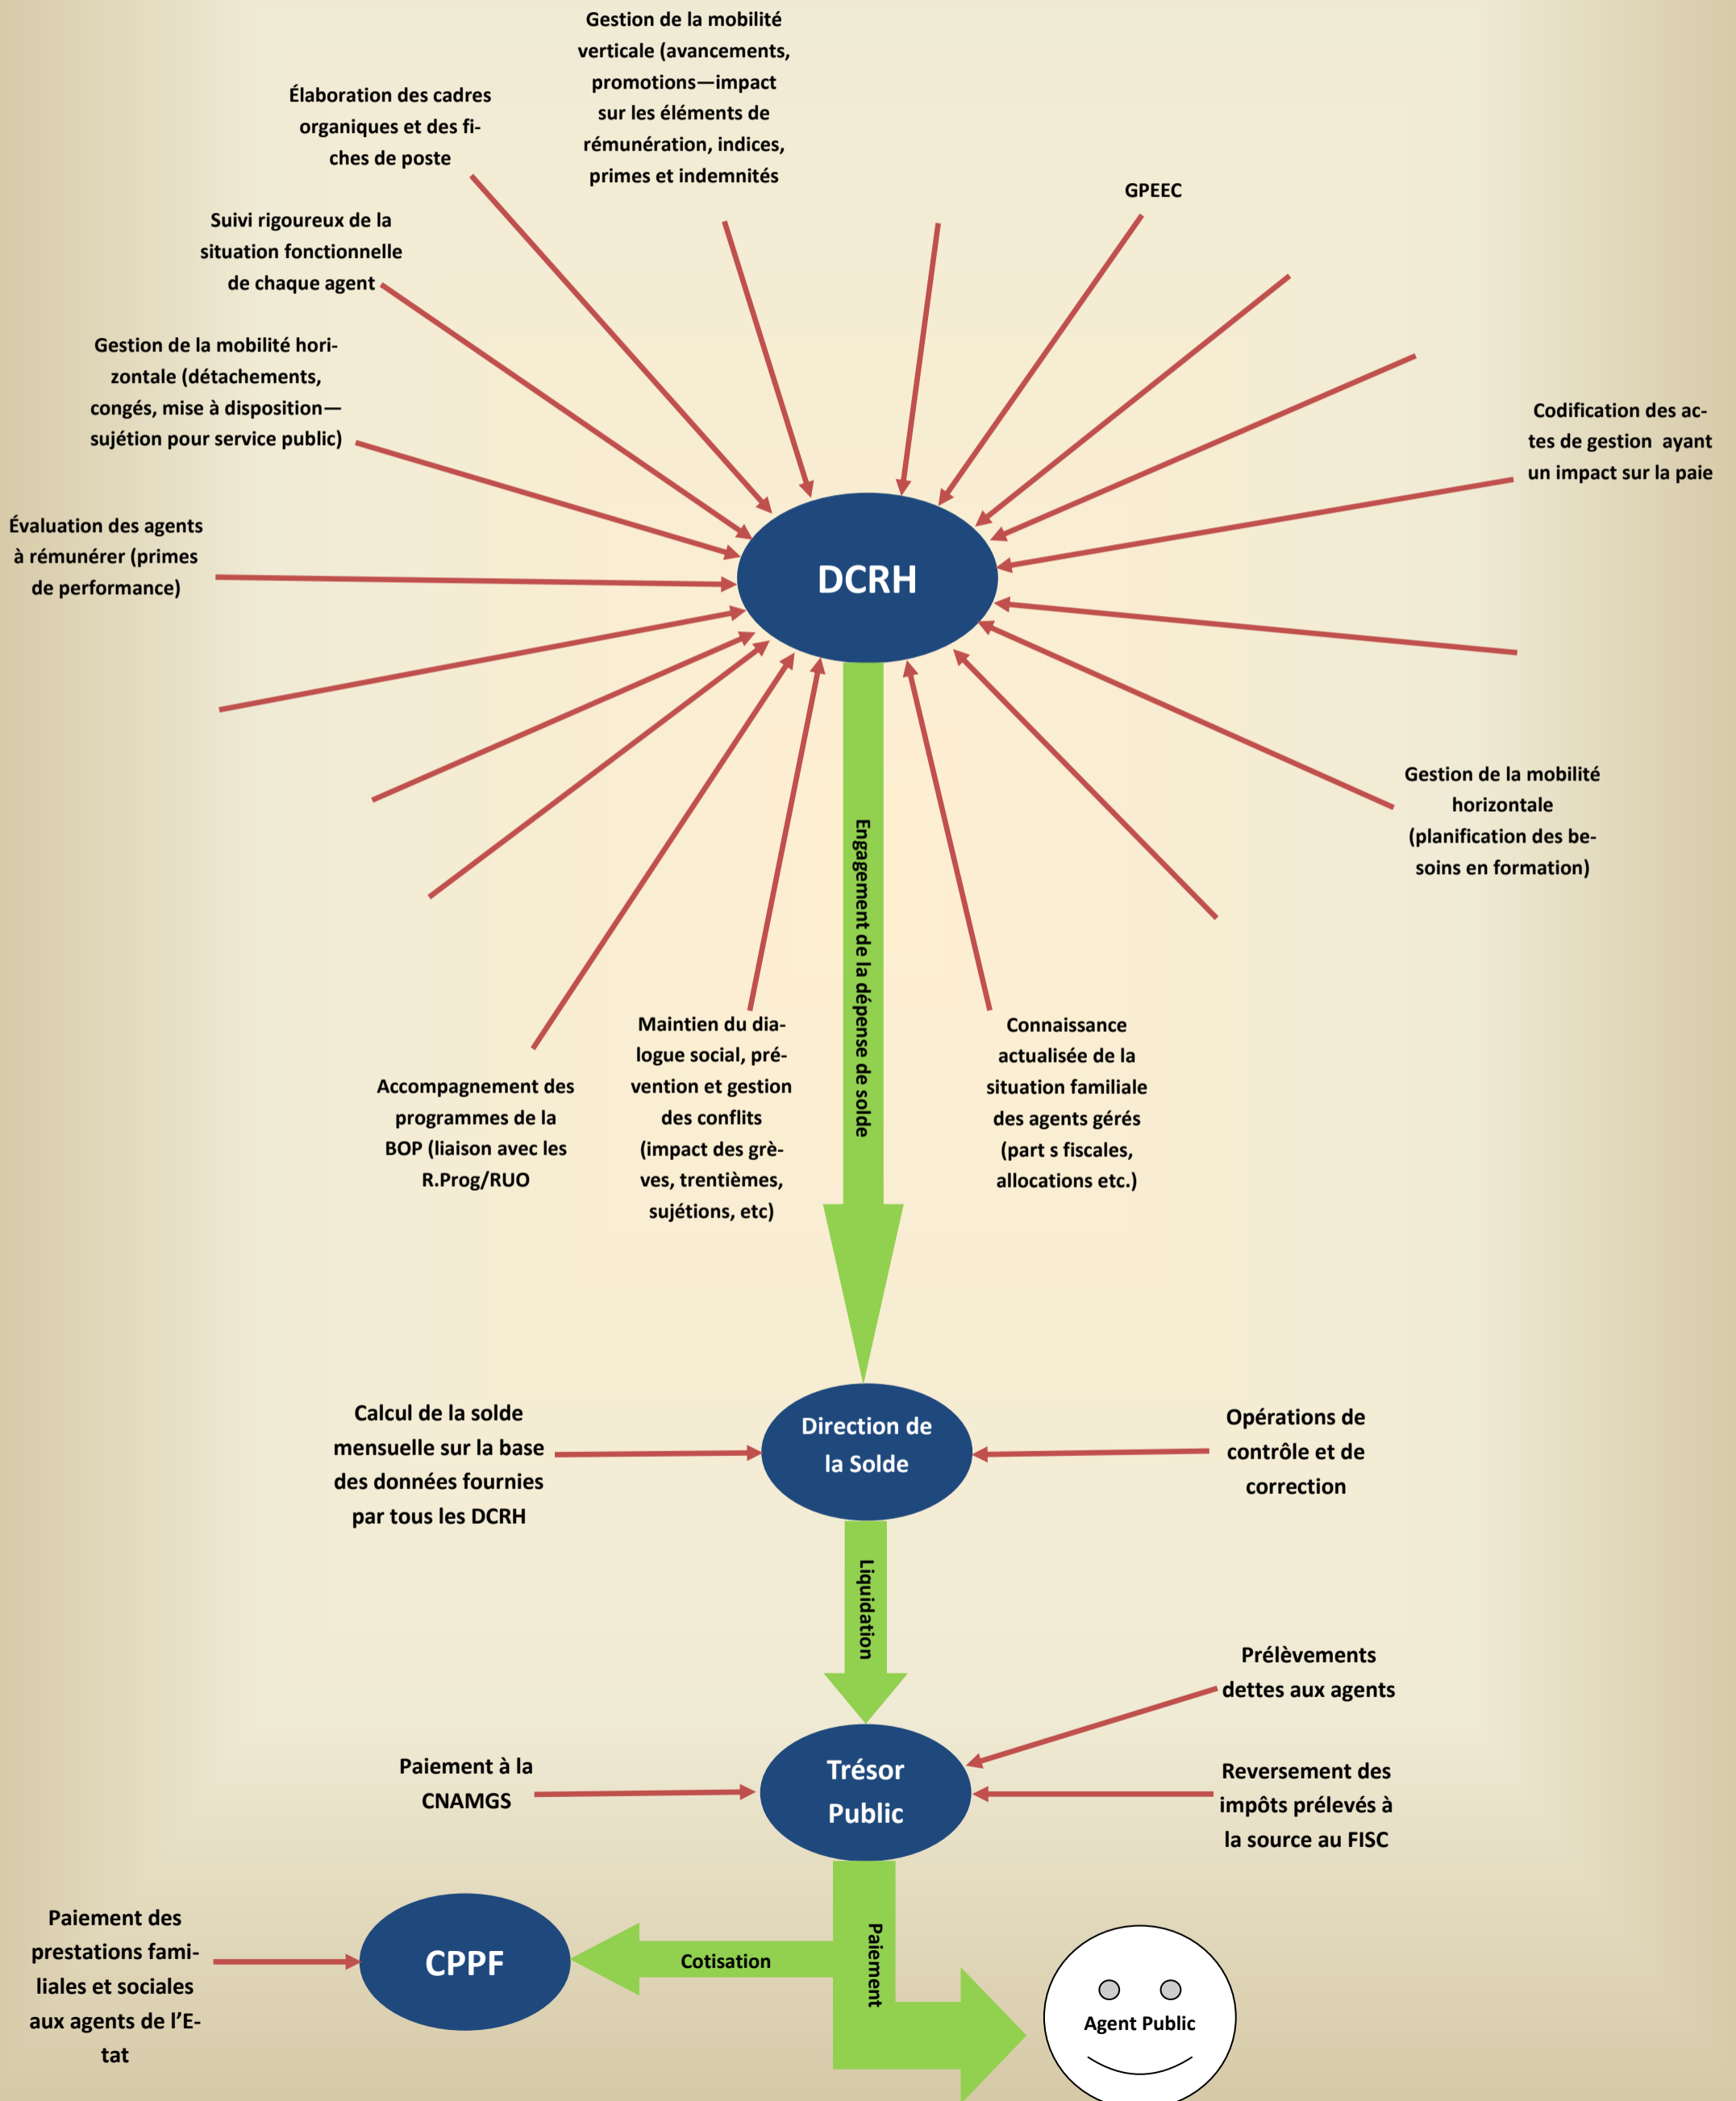 Gestion de la mobilité
verticale (avancements,
promotions—impact
sur les éléments de
rémunération, indices,
primes et indemnités
Élaboration des cadres
organiques et des fi-
ches de poste
GPEEC
Suivi rigoureux de la
situation fonctionnelle
de chaque agent
Gestion de la mobilité hori-
zontale (détachements,
congés, mise à disposition—
sujétion pour service public)
Codification des ac-
tes de gestion ayant
un impact sur la paie
Évaluation des agents
à rémunérer (primes
de performance)
DCRH
Gestion de la mobilité
horizontale
(planification des be-
soins en formation)
Engagement de la dépense de solde
Accompagnement des
programmes de la
BOP (liaison avec les
R.Prog/RUO
Maintien du dia-
logue social, pré-
vention et gestion
des conflits
(impact des grè-
ves, trentièmes,
sujétions, etc)
Connaissance
actualisée de la
situation familiale
des agents gérés
(part s fiscales,
allocations etc.)
Calcul de la solde
mensuelle sur la base
des données fournies
par tous les DCRH
Direction de
la Solde
Opérations de
contrôle et de
correction
Liquidation
Prélèvements
dettes aux agents
Paiement à la
CNAMGS
Trésor
Public
Reversement des
impôts prélevés à
la source au FISC
Paiement des
prestations fami-
liales et sociales
aux agents de l'E-
tat
CPPF
Cotisation
Paiement
Agent Public